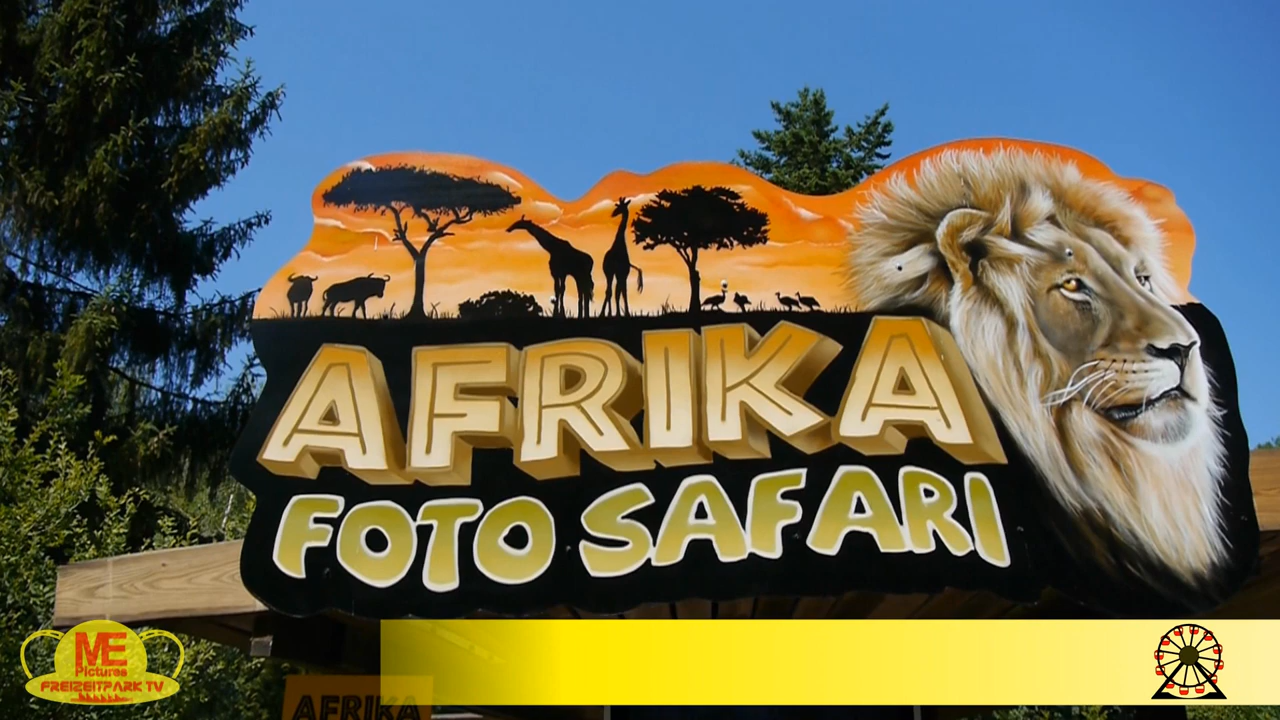 AFRIKA
FOTO SAFARI
ME
Pictures
FREIZEITPARK TV
AFRIKA